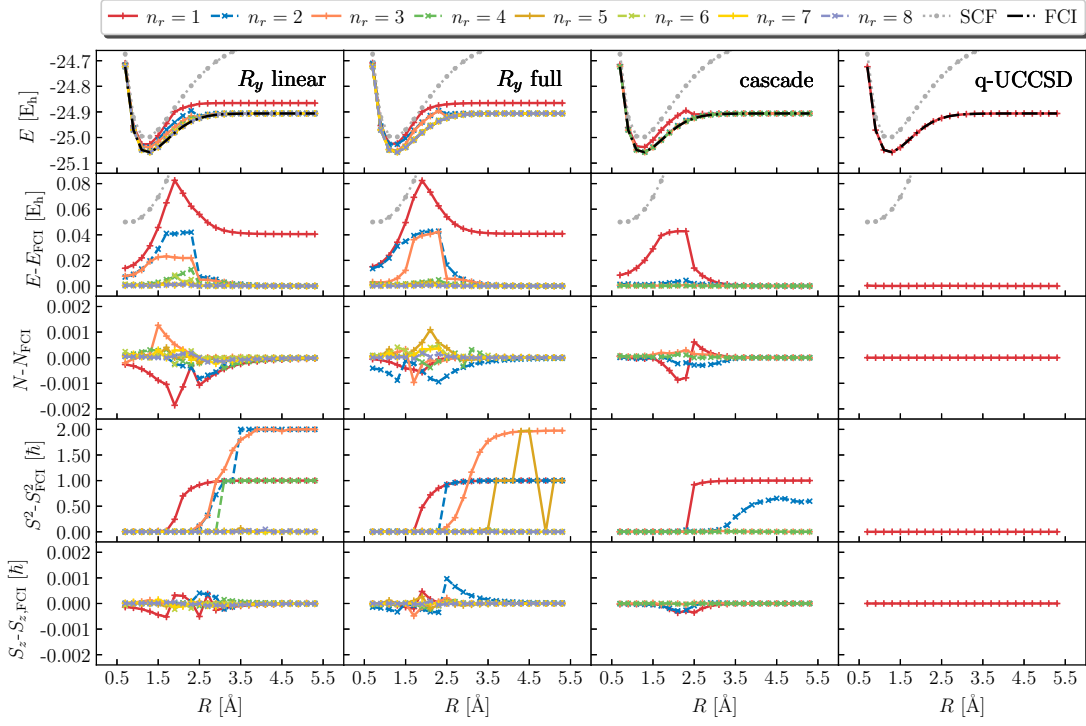 n_r = 1 n_r = 2 n_r = 3 n_r = 4 n_r = 5 n_r = 6 n_r = 7 n_r = 8 SCF FCI
R_y linear R_y full cascade q-UCCSD
E [E_h]
-24.7
-24.8
-24.9
-25.0
-25.1
E-E_FCI [E_h]
0.08
0.06
0.04
0.02
0.00
N-N_FCI
0.002
0.001
0.000
-0.001
-0.002
S²-S²_FCI [ħ]
2.00
1.50
1.00
0.50
0.00
S_z-S_z,FCI [ħ]
0.002
0.001
0.000
-0.001
-0.002
0.5 1.5 2.5 3.5 4.5 5.5 0.5 1.5 2.5 3.5 4.5 5.5 0.5 1.5 2.5 3.5 4.5 5.5 0.5 1.5 2.5 3.5 4.5 5.5
R [Å] R [Å] R [Å] R [Å]